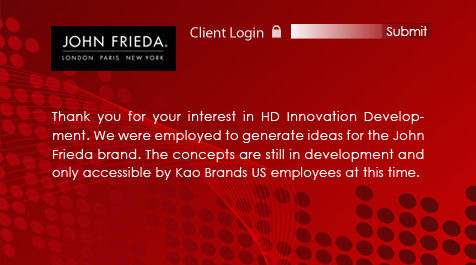 JOHN FRIEDA®
LONDON PARIS NEW YORK
Client Login
Submit
Thank you for your interest in HD Innovation Develop-
ment. We were employed to generate ideas for the John
Frieda brand. The concepts are still in development and
only accessible by Kao Brands US employees at this time.